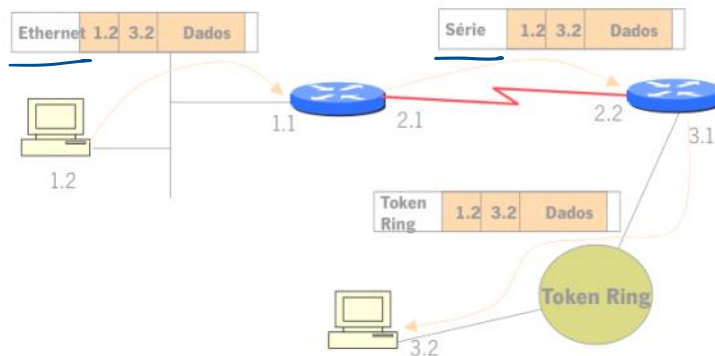 Ethernet 1.2 3.2 Dados
Série 1.2 3.2 Dados
1.1
2.1
2.2
3.1
1.2
Token
Ring
1.2 3.2 Dados
Token Ring
3.2